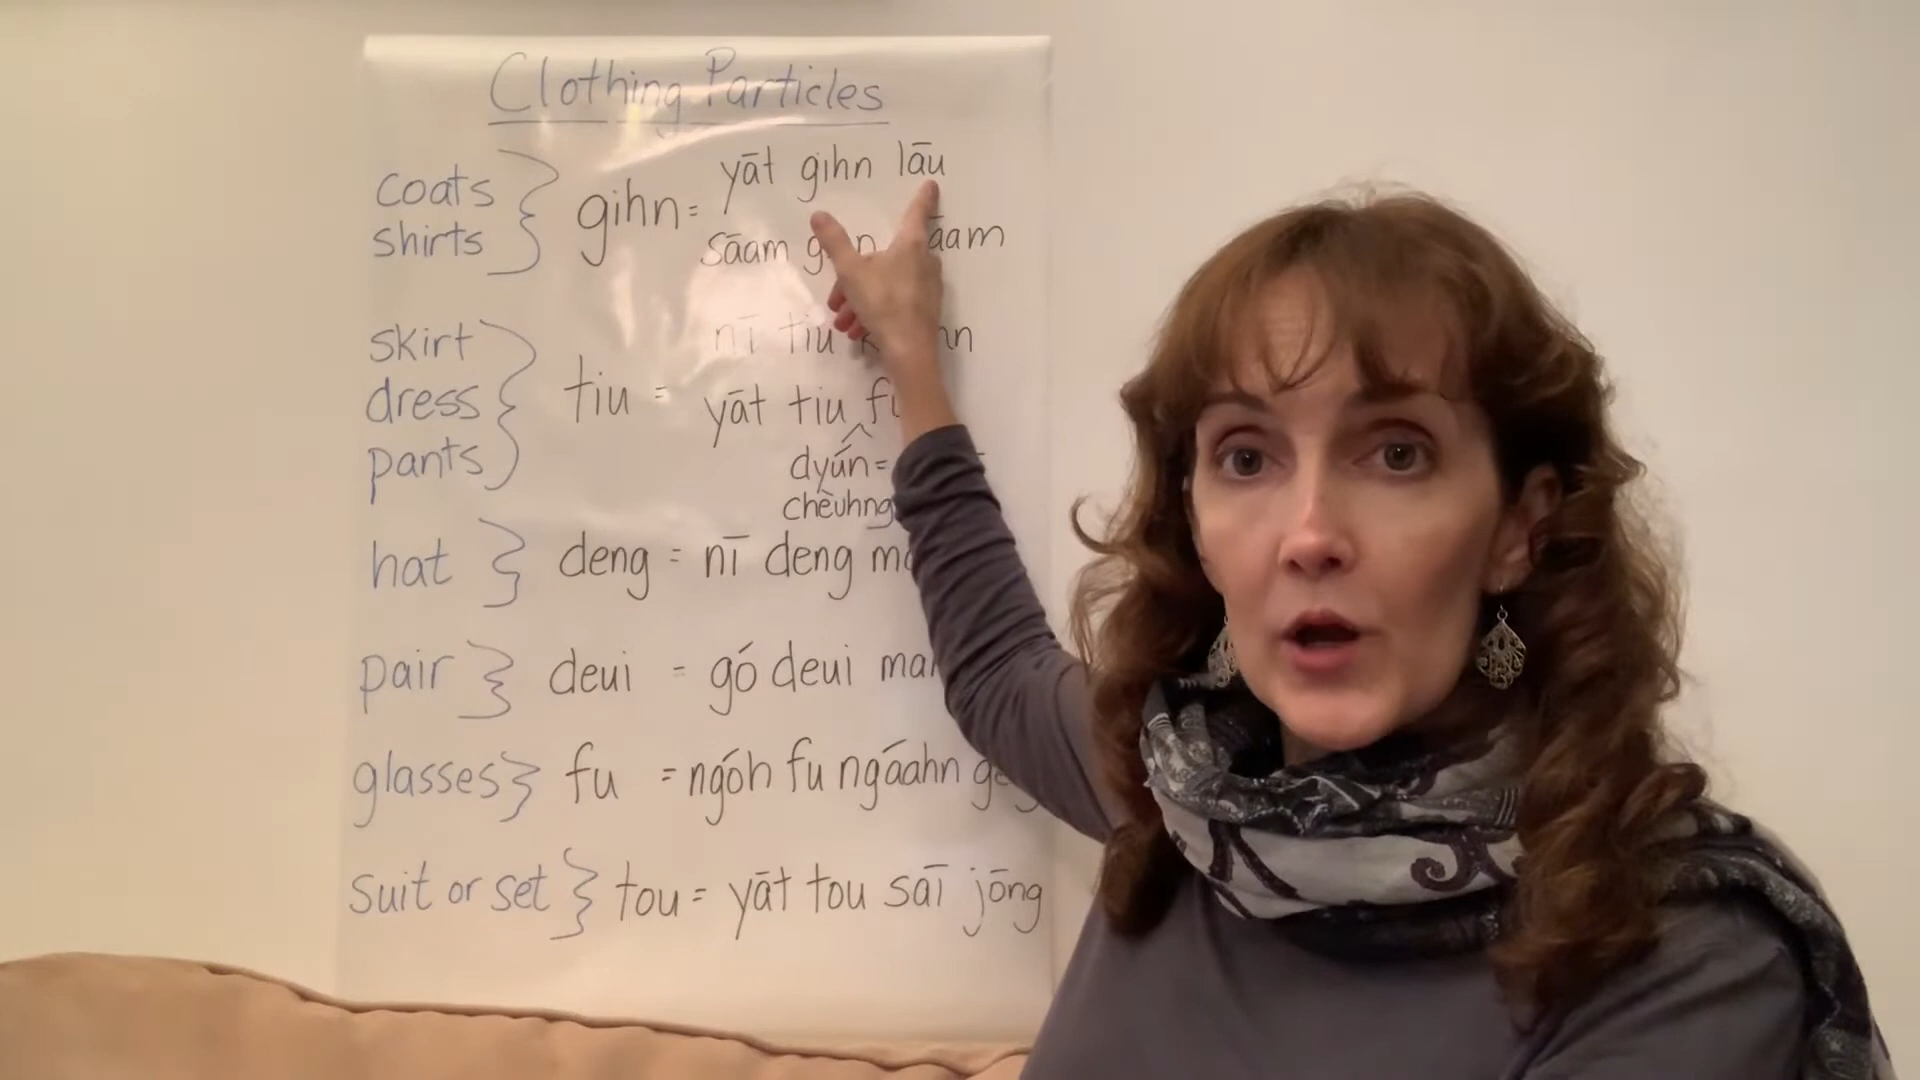 Clothing Particles
coats
shirts
gihn = yāt gihn lāu
sāam
skirt
dress
pants
tiu = nī tiu
yāt tiu
dyún =
chèuhng
hat
deng = nī deng
pair
deui = gó deui
glasses
fu = ngóh fu ngáahn
suit or set
tou = yāt tou saī jōng